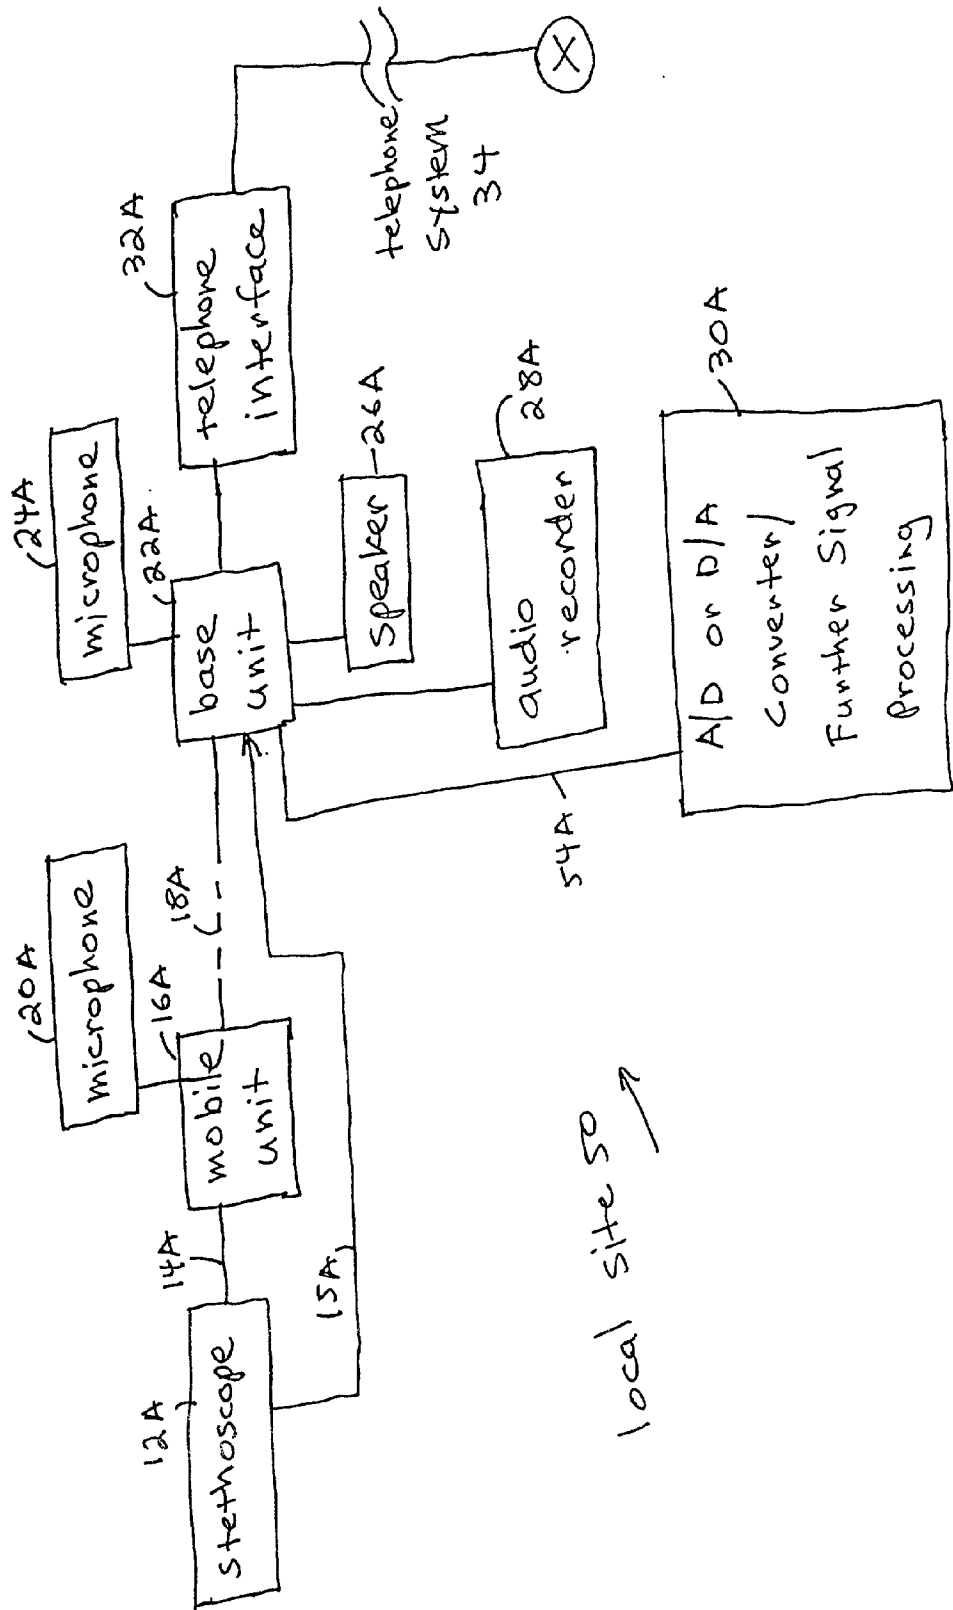 12A
stethoscope
14A
15A
20A
microphone
16A
mobile
unit
18A
24A
microphone
22A.
base
unit
speaker
26A
audio
recorder
28A
54A
A/D or D/A
Converter/
Further Signal
Processing
30A
32A
telephone
interface
telephone
system
34
X
local site 50